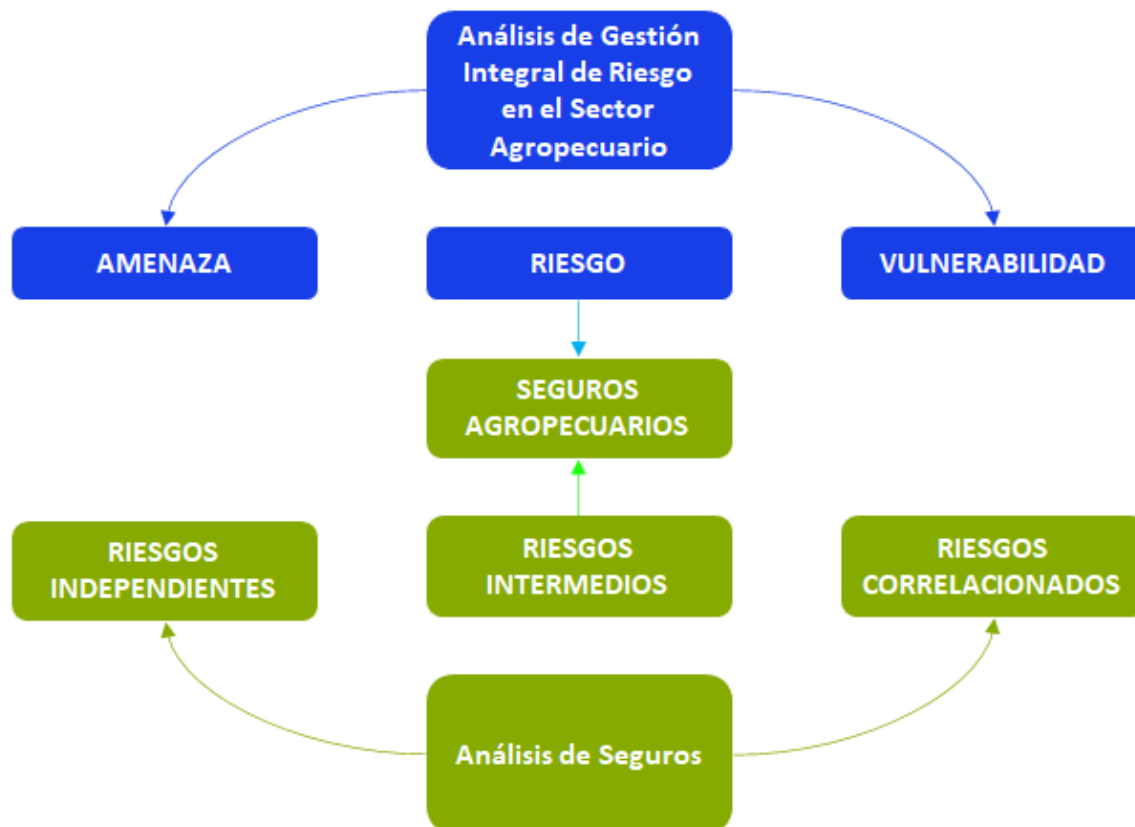 Análisis de Gestión
Integral de Riesgo
en el Sector
Agropecuario
AMENAZA
RIESGO
VULNERABILIDAD
SEGUROS
AGROPECUARIOS
RIESGOS
INDEPENDIENTES
RIESGOS
INTERMEDIOS
RIESGOS
CORRELACIONADOS
Análisis de Seguros